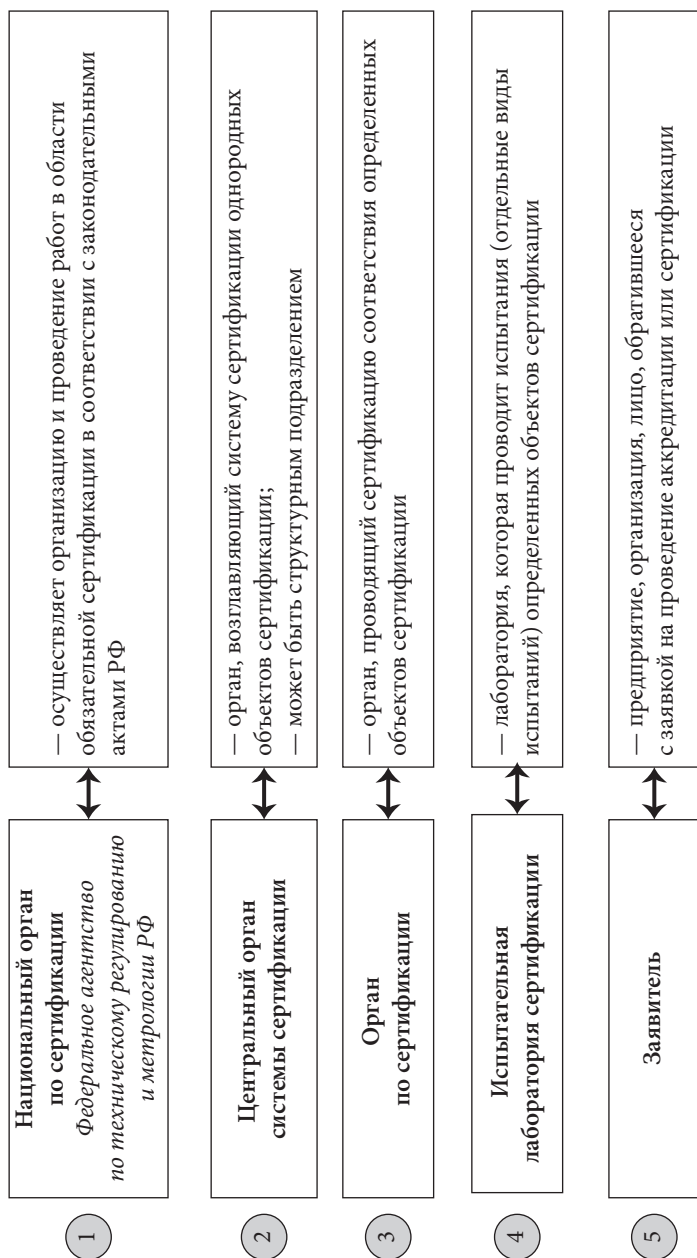 1
Национальный орган
по сертификации
Федеральное агентство
по техническому регулированию
и метрологии РФ
— осуществляет организацию и проведение работ в области
обязательной сертификации в соответствии с законодательными
актами РФ
2
Центральный орган
системы сертификации
— орган, возглавляющий систему сертификации однородных
объектов сертификации;
— может быть структурным подразделением
3
Орган
по сертификации
— орган, проводящий сертификацию соответствия определенных
объектов сертификации
4
Испытательная
лаборатория сертификации
— лаборатория, которая проводит испытания (отдельные виды
испытаний) определенных объектов сертификации
5
Заявитель
— предприятие, организация, лицо, обратившееся
с заявкой на проведение аккредитации или сертификации